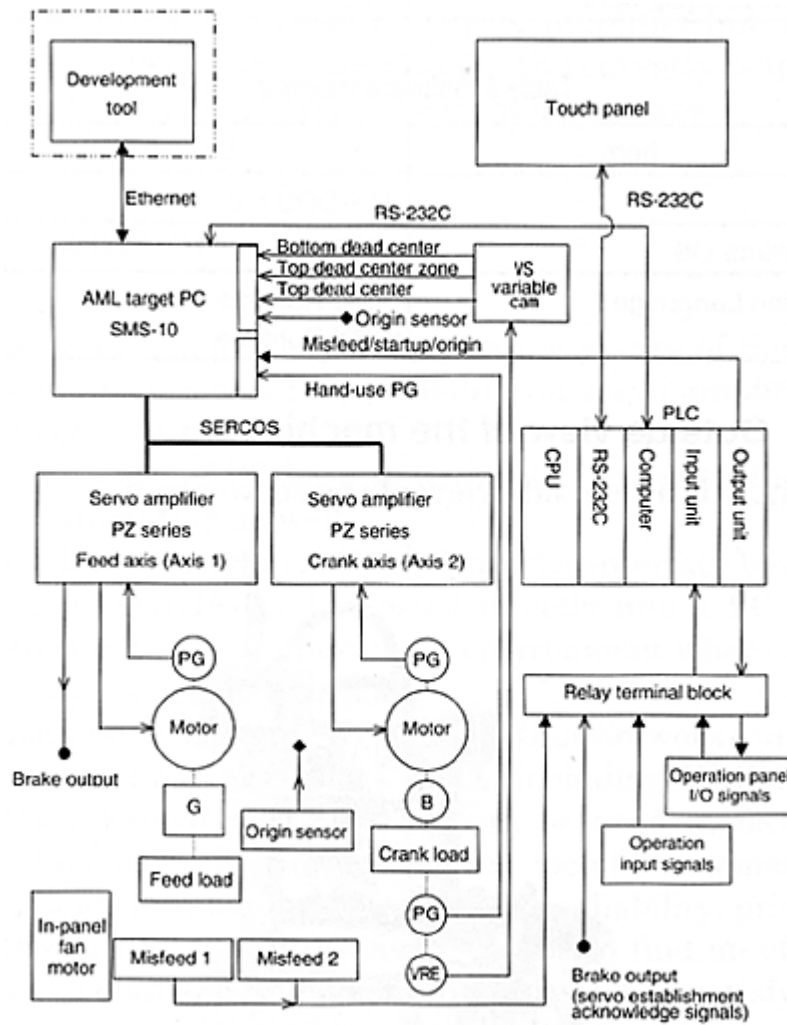 Development
tool
Touch panel
Ethernet
RS-232C
RS-232C
AML target PC
SMS-10
Bottom dead center
Top dead center zone
Top dead center
Origin sensor
VS
variable
cam
Misfeed/startup/origin
Hand-use PG
SERCOS
PLC
Servo amplifier
PZ series
Feed axis (Axis 1)
Servo amplifier
PZ series
Crank axis (Axis 2)
CPU
RS-232C
Computer
Input unit
Output unit
PG
PG
Motor
Motor
Relay terminal block
Brake output
G
Origin sensor
B
Operation panel
I/O signals
Feed load
Crank load
Operation
input signals
In-panel
fan
motor
Misfeed 1
Misfeed 2
PG
VRE
Brake output
(servo establishment
acknowledge signals)